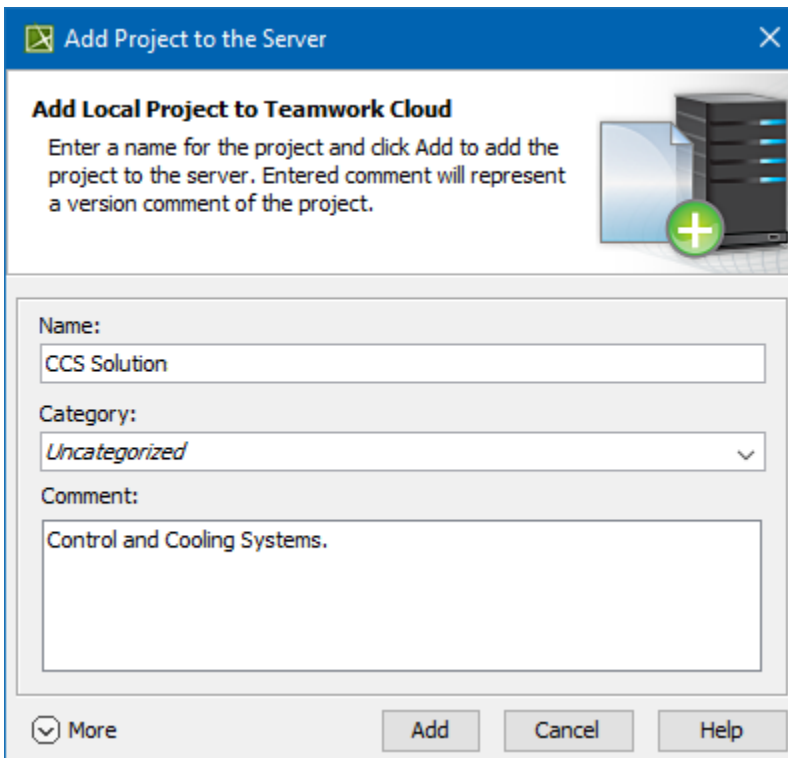 Add Project to the Server
Add Local Project to Teamwork Cloud
Enter a name for the project and click Add to add the
project to the server. Entered comment will represent
a version comment of the project.
Name:
CCS Solution
Category:
Uncategorized
Comment:
Control and Cooling Systems.
More
Add
Cancel
Help